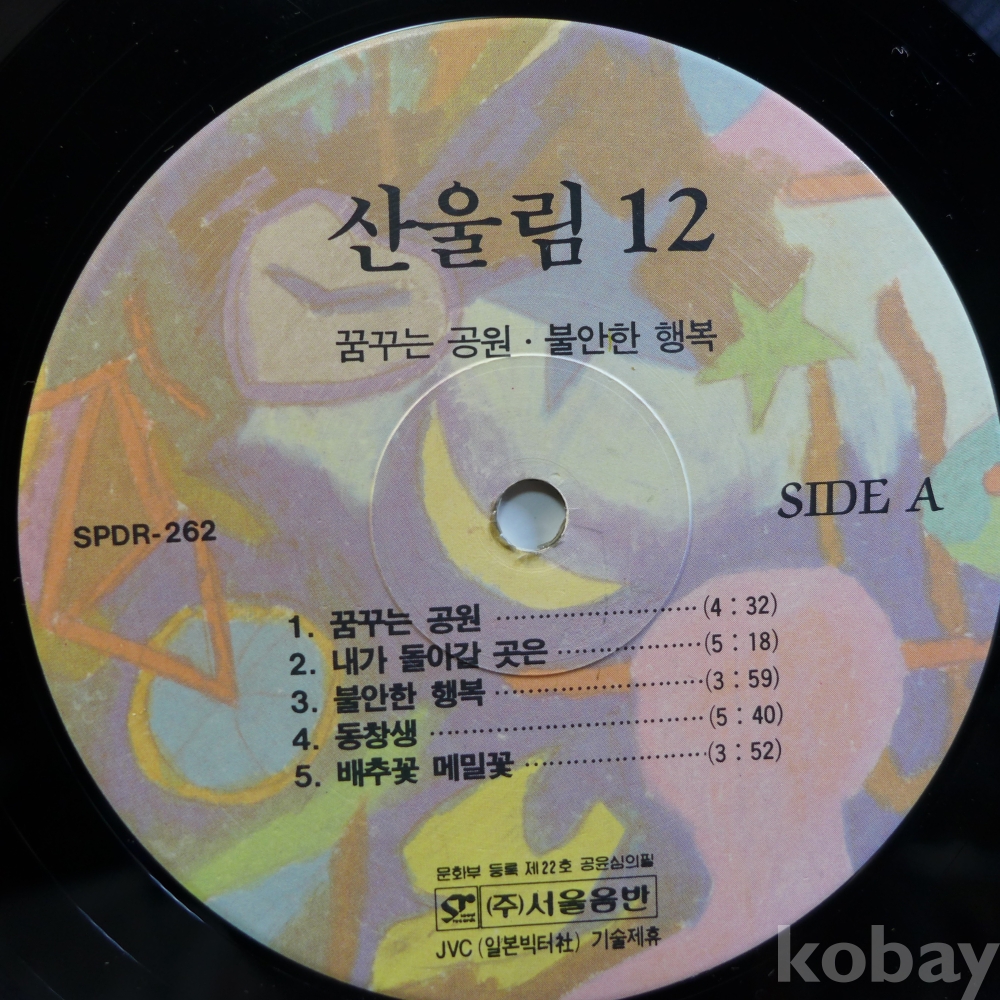 산울림 12
꿈꾸는 공원 · 불안한 행복
SIDE A
SPDR-262
1. 꿈꾸는 공원 ························ (4 : 32)
2. 내가 돌아갈 곳은 ················ (5 : 18)
3. 불안한 행복 ························ (3 : 59)
4. 동창생 ································ (5 : 40)
5. 배추꽃 메밀꽃 ···················· (3 : 52)
문화부 등록 제22호 공윤심의필
(주)서울음반
JVC (일본빅터社) 기술제휴
kobay